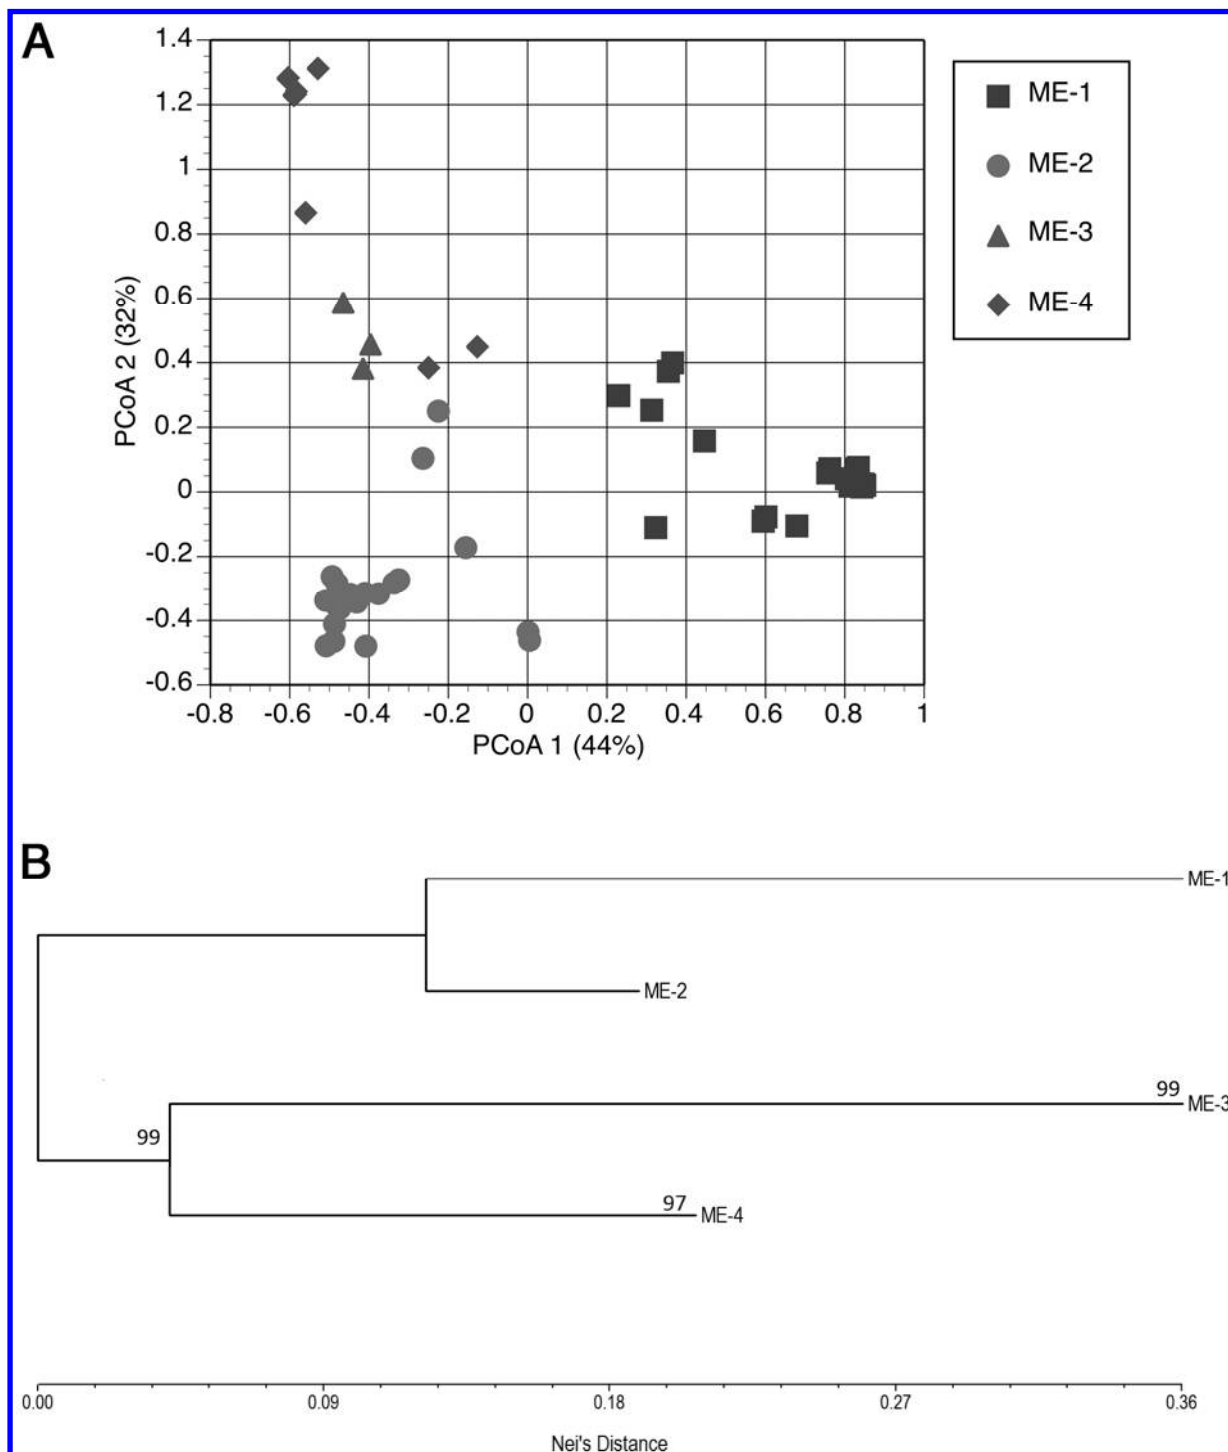 A
1.4
1.2
1
0.8
0.6
0.4
0.2
0
-0.2
-0.4
-0.6
PCoA 2 (32%)
-0.8 -0.6 -0.4 -0.2 0 0.2 0.4 0.6 0.8 1
PCoA 1 (44%)
ME-1
ME-2
ME-3
ME-4
B
ME-1
ME-2
99
ME-3
99
97
ME-4
0.00 0.09 0.18 0.27 0.36
Nei's Distance